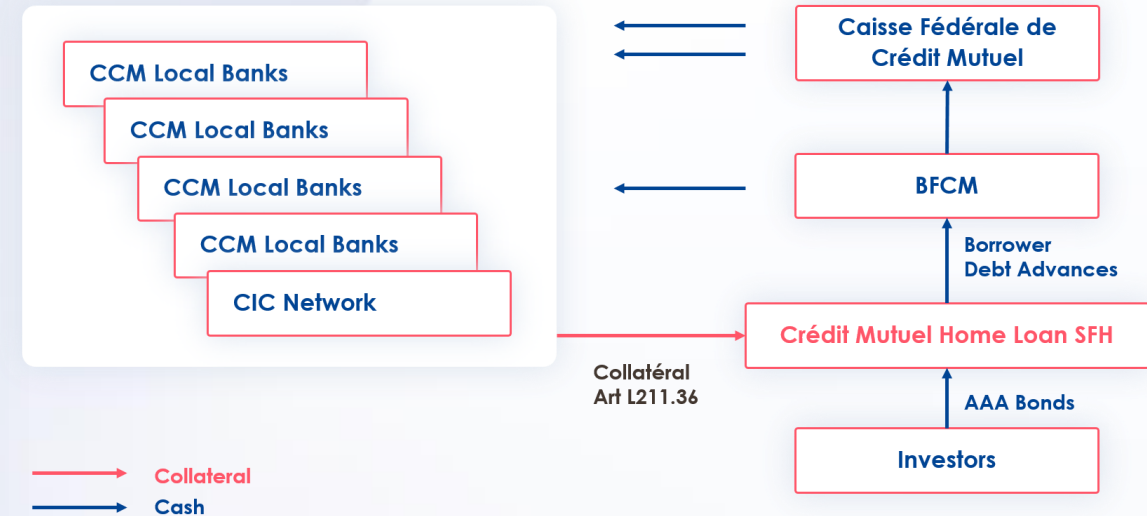 CCM Local Banks
CCM Local Banks
CCM Local Banks
CCM Local Banks
CIC Network
Caisse Fédérale de
Crédit Mutuel
BFCM
Borrower
Debt Advances
Crédit Mutuel Home Loan SFH
Collatéral
Art L211.36
AAA Bonds
Investors
Collateral
Cash